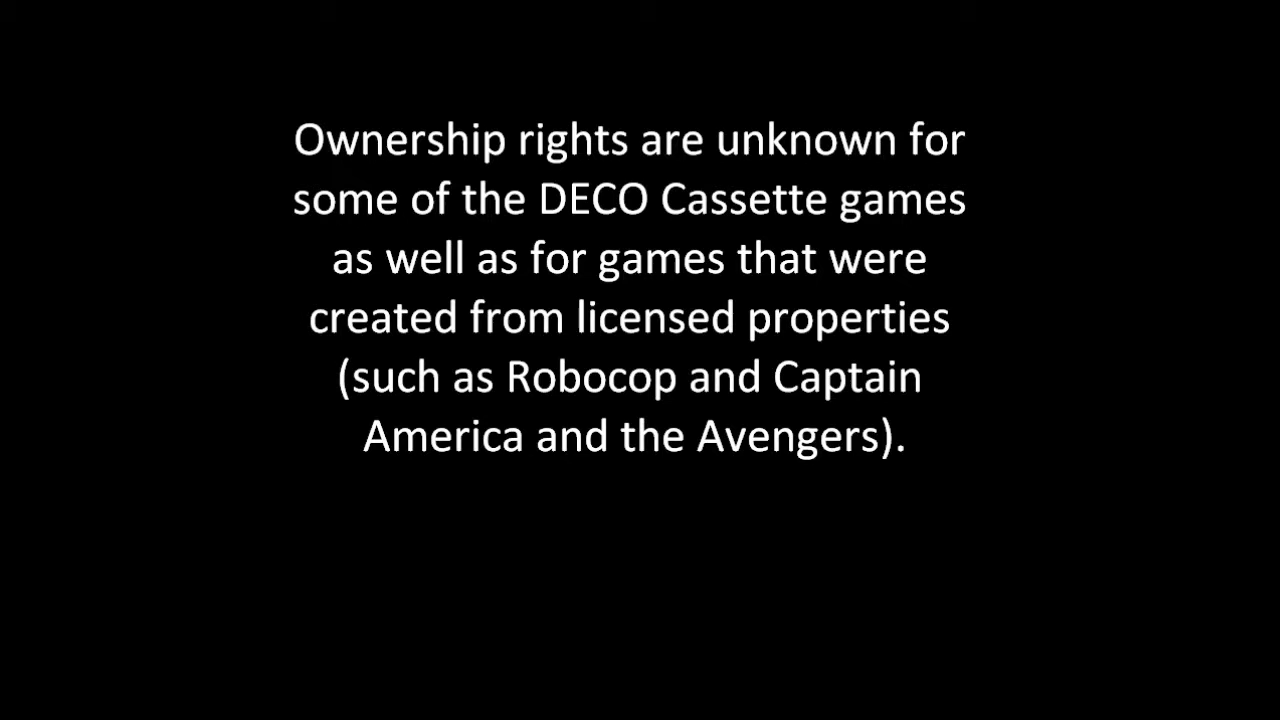 Ownership rights are unknown for
some of the DECO Cassette games
as well as for games that were
created from licensed properties
(such as Robocop and Captain
America and the Avengers).